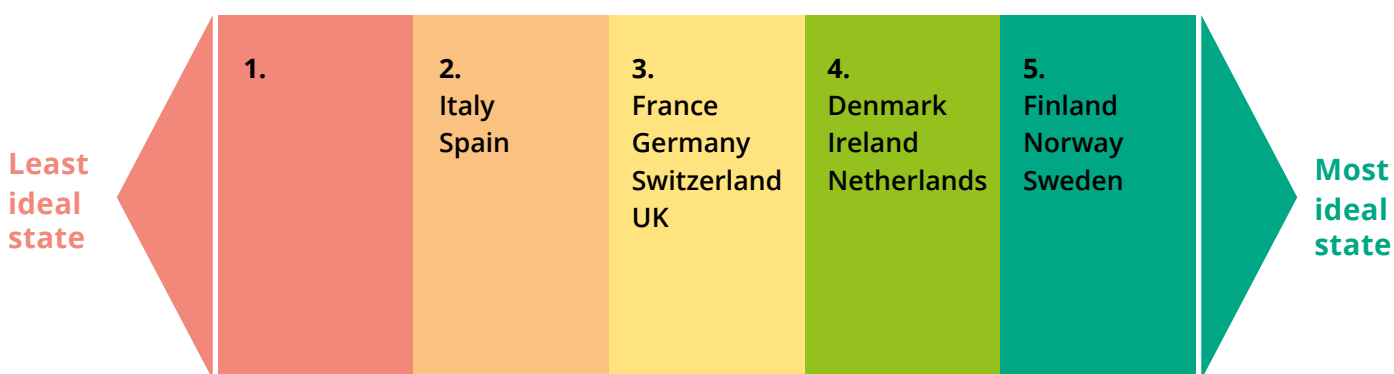 Least
ideal
state
1.
2.
Italy
Spain
3.
France
Germany
Switzerland
UK
4.
Denmark
Ireland
Netherlands
5.
Finland
Norway
Sweden
Most
ideal
state